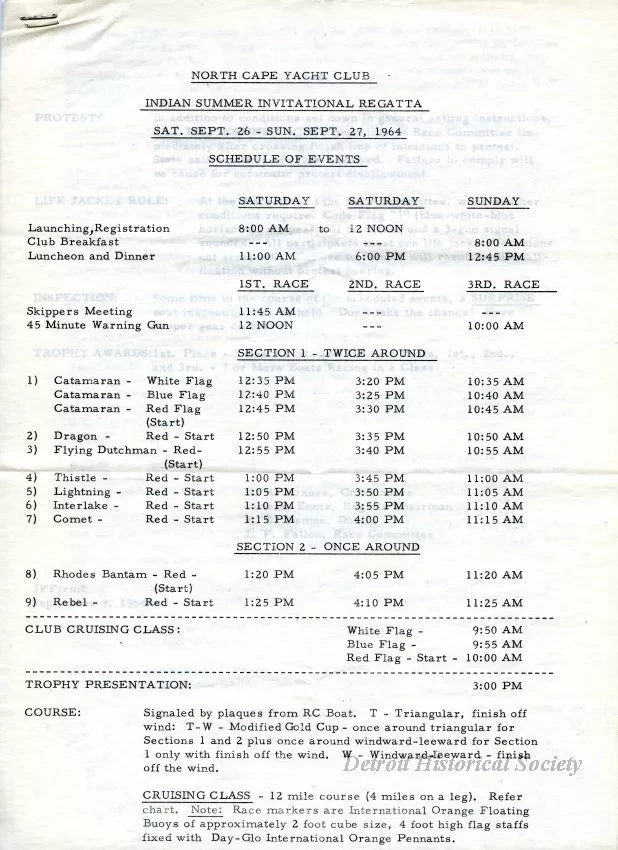 NORTH CAPE YACHT CLUB
INDIAN SUMMER INVITATIONAL REGATTA
SAT. SEPT. 26 - SUN. SEPT. 27, 1964
SCHEDULE OF EVENTS
SATURDAY SATURDAY SUNDAY
Launching, Registration 8:00 AM to 12 NOON
Club Breakfast --- --- 8:00 AM
Luncheon and Dinner 11:00 AM 6:00 PM 12:45 PM
1ST. RACE 2ND. RACE 3RD. RACE
Skippers Meeting 11:45 AM --- ---
45 Minute Warning Gun 12 NOON --- 10:00 AM
SECTION 1 - TWICE AROUND
1) Catamaran - White Flag 12:35 PM 3:20 PM 10:35 AM
Catamaran - Blue Flag 12:40 PM 3:25 PM 10:40 AM
Catamaran - Red Flag 12:45 PM 3:30 PM 10:45 AM
(Start)
2) Dragon - Red - Start 12:50 PM 3:35 PM 10:50 AM
3) Flying Dutchman - Red- 12:55 PM 3:40 PM 10:55 AM
(Start)
4) Thistle - Red - Start 1:00 PM 3:45 PM 11:00 AM
5) Lightning - Red - Start 1:05 PM 3:50 PM 11:05 AM
6) Interlake - Red - Start 1:10 PM 3:55 PM 11:10 AM
7) Comet - Red - Start 1:15 PM 4:00 PM 11:15 AM
SECTION 2 - ONCE AROUND
8) Rhodes Bantam - Red - 1:20 PM 4:05 PM 11:20 AM
(Start)
9) Rebel - Red - Start 1:25 PM 4:10 PM 11:25 AM
CLUB CRUISING CLASS: White Flag - 9:50 AM
Blue Flag - 9:55 AM
Red Flag - Start - 10:00 AM
TROPHY PRESENTATION: 3:00 PM
COURSE: Signaled by plaques from RC Boat. T - Triangular, finish off
wind: T-W - Modified Gold Cup - once around triangular for
Sections 1 and 2 plus once around windward-leeward for Section
1 only with finish off the wind. W - Windward-Leeward - finish
off the wind.
Detroit Historical Society
CRUISING CLASS - 12 mile course (4 miles on a leg). Refer
chart. Note: Race markers are International Orange Floating
Buoys of approximately 2 foot cube size, 4 foot high flag staffs
fixed with Day-Glo International Orange Pennants.